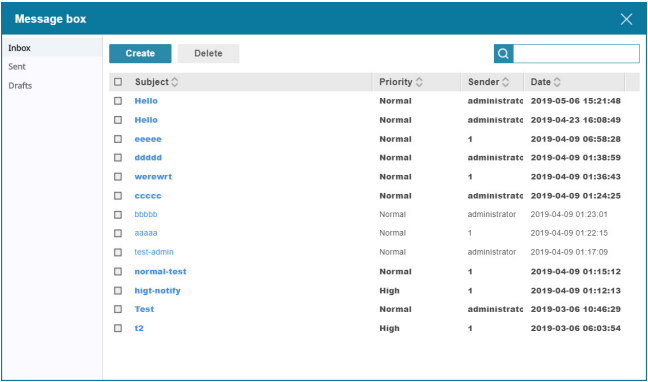 Message box
Inbox
Sent
Drafts
Create Delete
Subject Priority Sender Date
Hello Normal administratc 2019-05-06 15:21:48
Hello Normal administratc 2019-04-23 16:08:49
eeeee Normal 1 2019-04-09 06:58:28
ddddd Normal administratc 2019-04-09 01:38:59
werewrt Normal 1 2019-04-09 01:36:43
ccccc Normal administratc 2019-04-09 01:24:25
bbbbb Normal administrator 2019-04-09 01:23:01
aaaaa Normal 1 2019-04-09 01:22:15
test-admin Normal administrator 2019-04-09 01:17:09
normal-test Normal 1 2019-04-09 01:15:12
higt-notify High 1 2019-04-09 01:12:13
Test Normal administratc 2019-03-06 10:46:29
t2 High 1 2019-03-06 06:03:54